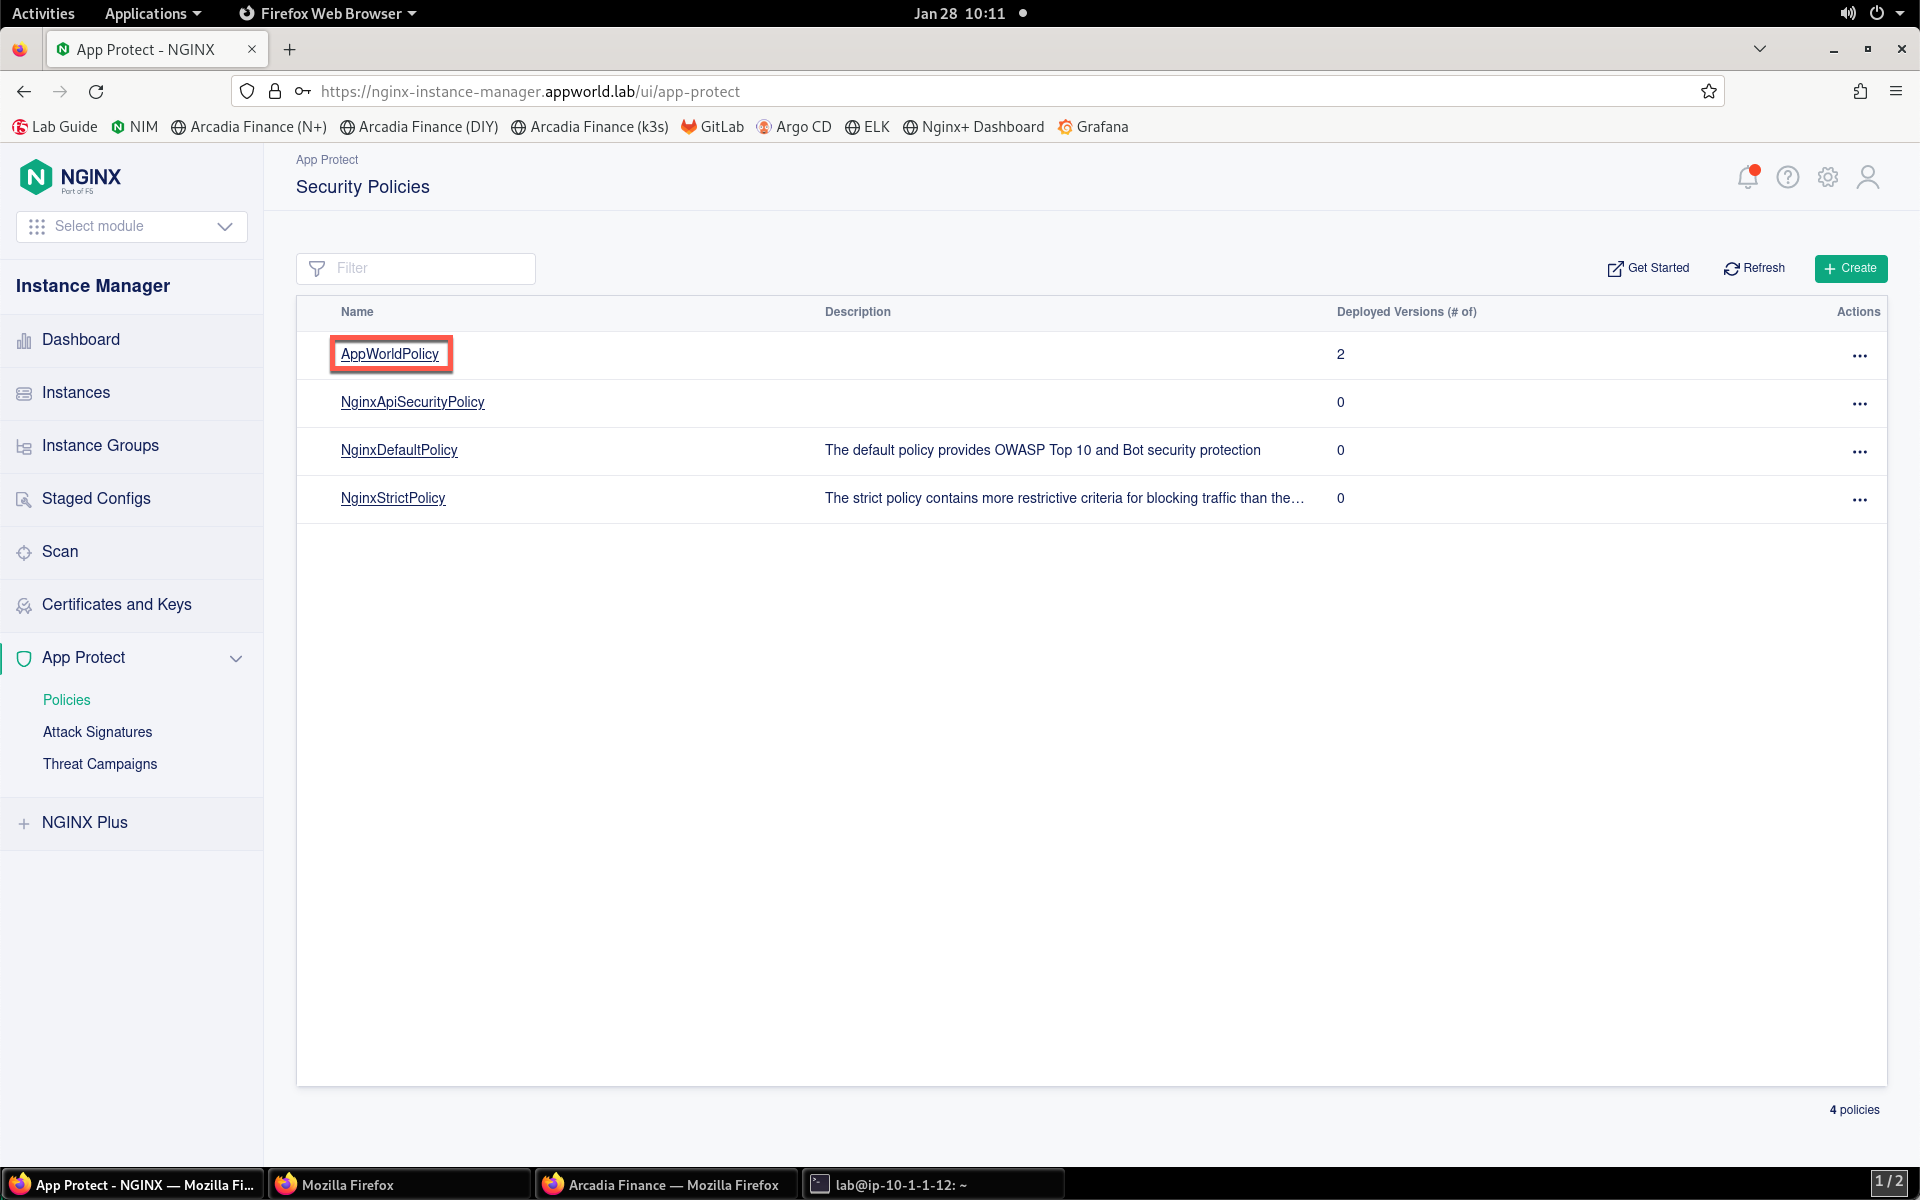 Activities Applications Firefox Web Browser Jan 28 10:11
App Protect - NGINX
https://nginx-instance-manager.appworld.lab/ui/app-protect
Lab Guide NIM Arcadia Finance (N+) Arcadia Finance (DIY) Arcadia Finance (k3s) GitLab Argo CD ELK Nginx+ Dashboard Grafana
NGINX
Part of F5
Select module
Instance Manager
Dashboard
Instances
Instance Groups
Staged Configs
Scan
Certificates and Keys
App Protect
Policies
Attack Signatures
Threat Campaigns
NGINX Plus
App Protect
Security Policies
Filter
Get Started Refresh Create
Name Description Deployed Versions (# of) Actions
AppWorldPolicy 2
NginxApiSecurityPolicy 0
NginxDefaultPolicy The default policy provides OWASP Top 10 and Bot security protection 0
NginxStrictPolicy The strict policy contains more restrictive criteria for blocking traffic than the… 0
4 policies
App Protect - NGINX — Mozilla Fi… Mozilla Firefox Arcadia Finance — Mozilla Firefox lab@ip-10-1-1-12: ~ 1 / 2